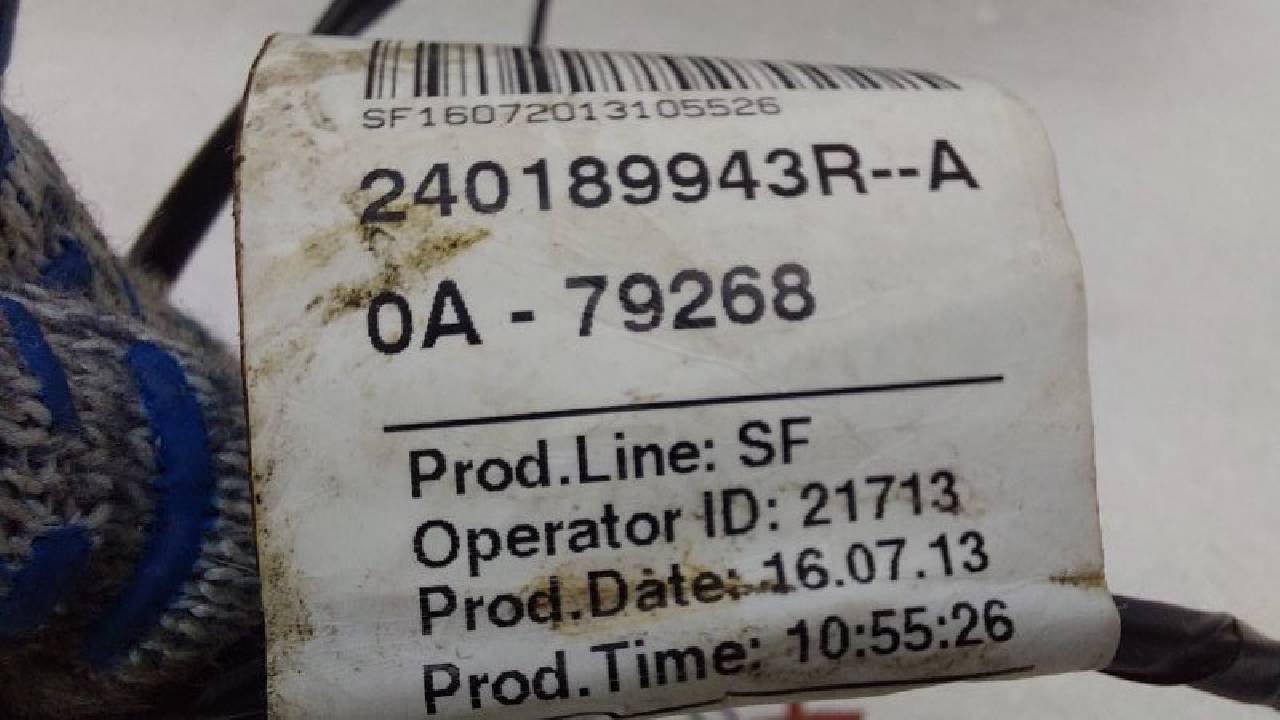 SF16072013105526
240189943R--A
0A - 79268
Prod.Line: SF
Operator ID: 21713
Prod.Date: 16.07.13
Prod.Time: 10:55:26